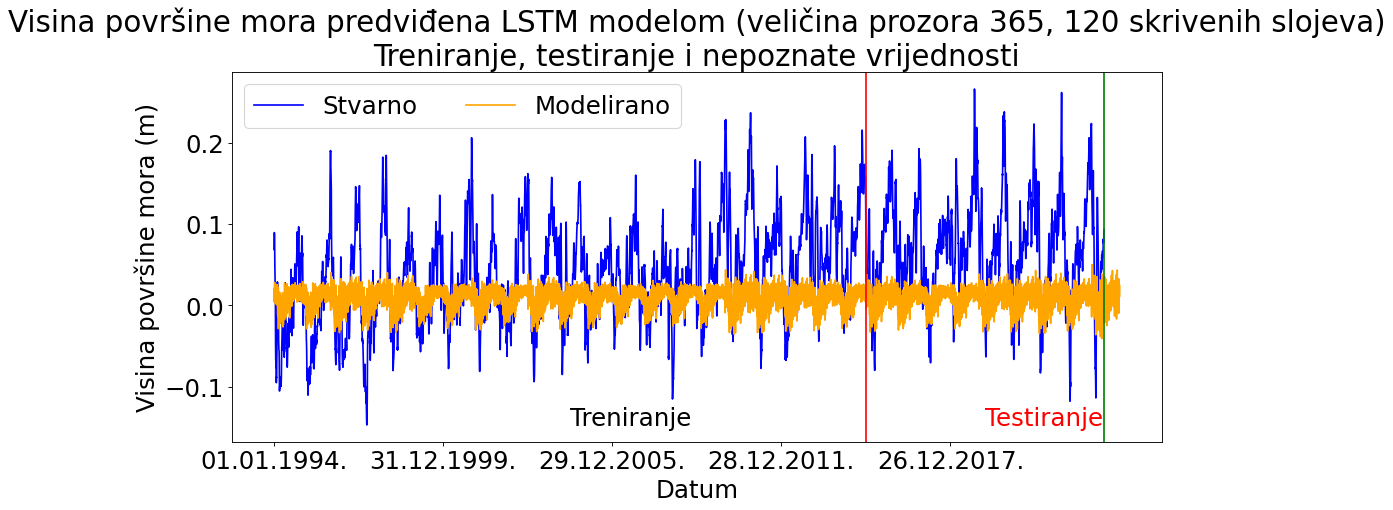 Visina površine mora predviđena LSTM modelom (veličina prozora 365, 120 skrivenih slojeva)
Treniranje, testiranje i nepoznate vrijednosti
Stvarno
Modelirano
Visina površine mora (m)
0.2
0.1
0.0
−0.1
Treniranje
Testiranje
01.01.1994.
31.12.1999.
29.12.2005.
28.12.2011.
26.12.2017.
Datum